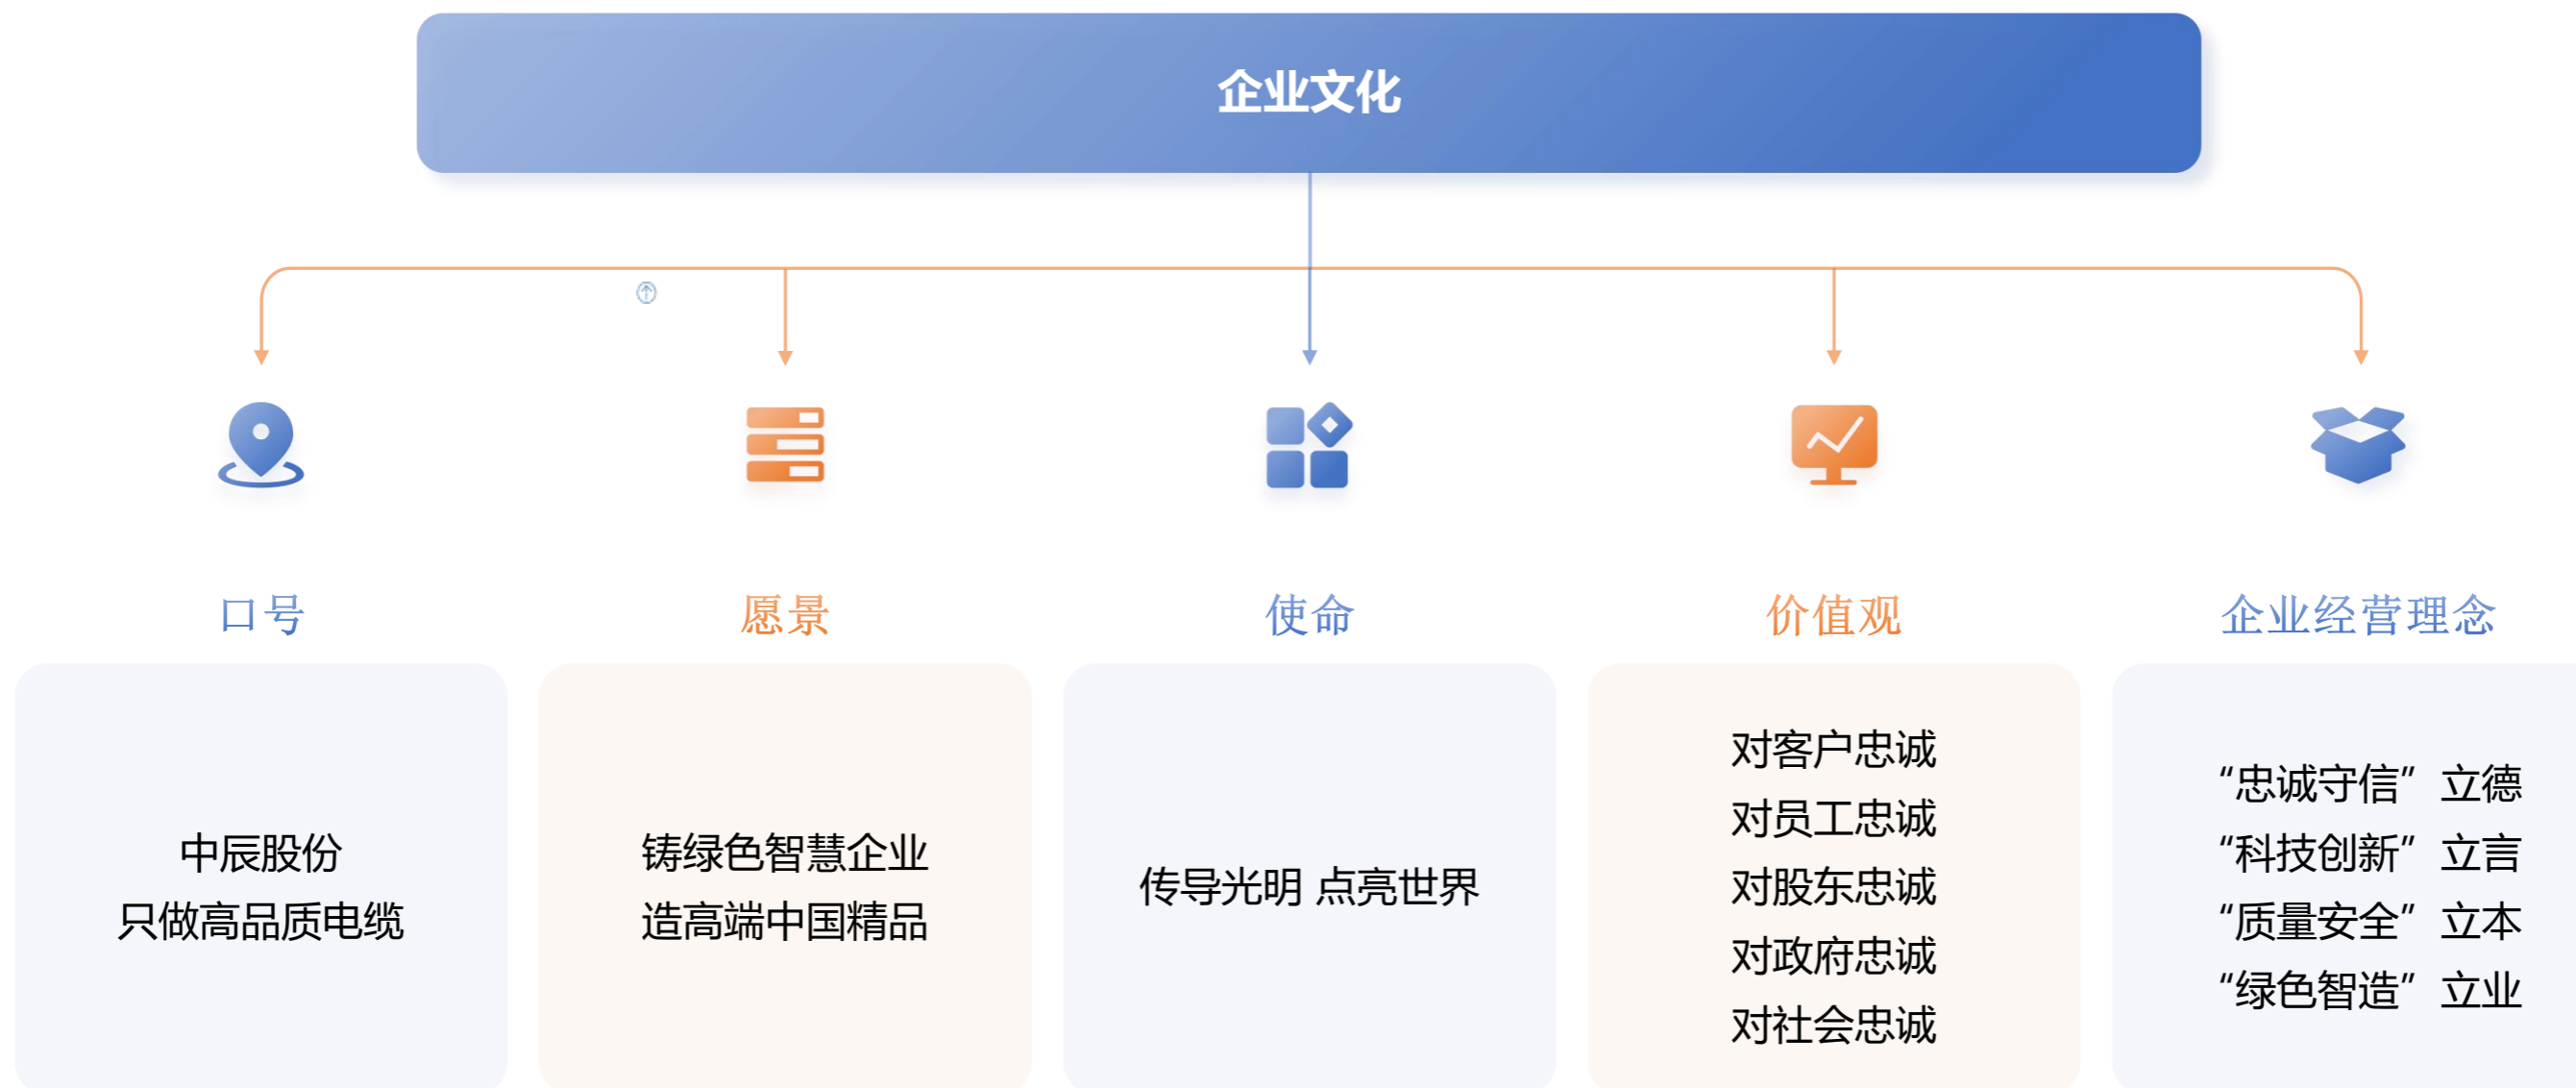 企业文化
口号
中辰股份
只做高品质电缆
愿景
铸绿色智慧企业
造高端中国精品
使命
传导光明 点亮世界
价值观
对客户忠诚
对员工忠诚
对股东忠诚
对政府忠诚
对社会忠诚
企业经营理念
“忠诚守信”立德
“科技创新”立言
“质量安全”立本
“绿色智造”立业